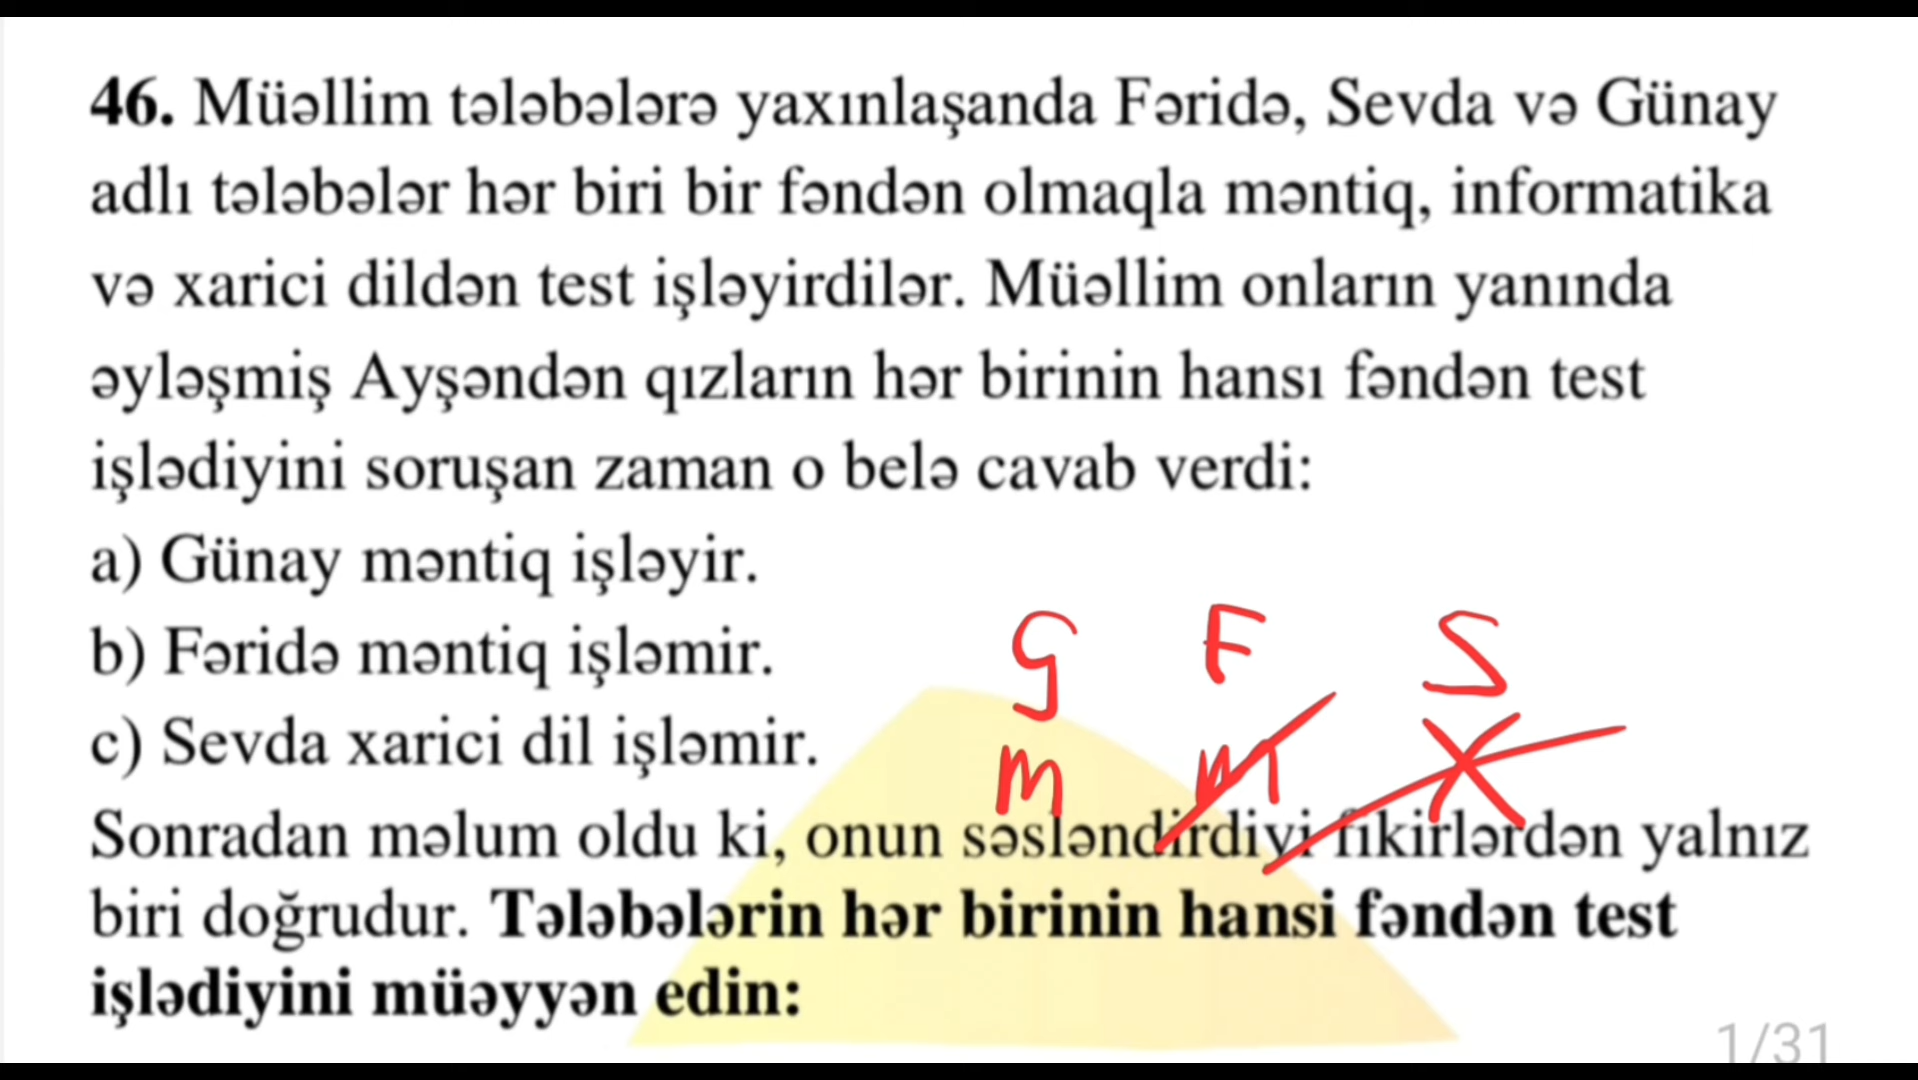 46. Müəllim tələbələrə yaxınlaşanda Fəridə, Sevda və Günay
adlı tələbələr hər biri bir fəndən olmaqla məntiq, informatika
və xarici dildən test işləyirdilər. Müəllim onların yanında
əyləşmiş Ayşəndən qızların hər birinin hansı fəndən test
işlədiyini soruşan zaman o belə cavab verdi:
a) Günay məntiq işləyir.
b) Fəridə məntiq işləmir.
c) Sevda xarici dil işləmir.
G F S
m m X
Sonradan məlum oldu ki, onun səsləndirdiyi fikirlərdən yalnız
biri doğrudur. Tələbələrin hər birinin hansi fəndən test
işlədiyini müəyyən edin:
1/31